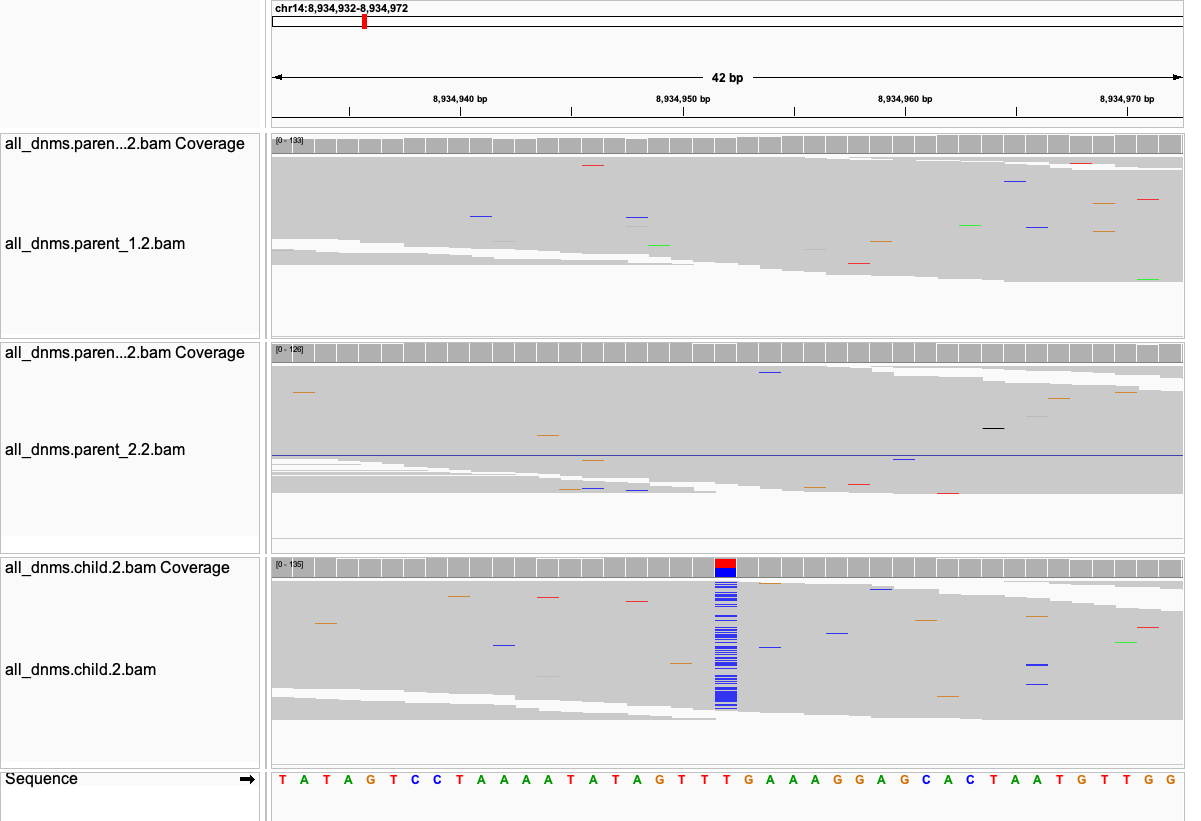 chr14:8,934,932-8,934,972
42 bp
8,934,940 bp 8,934,950 bp 8,934,960 bp 8,934,970 bp
all_dnms.paren...2.bam Coverage
[0 - 133]
all_dnms.parent_1.2.bam
all_dnms.paren...2.bam Coverage
[0 - 126]
all_dnms.parent_2.2.bam
all_dnms.child.2.bam Coverage
[0 - 135]
all_dnms.child.2.bam
Sequence
T A T A G T C C T A A A A T A T A G T T T G A A A G G A G C A C T A A T G T T G G